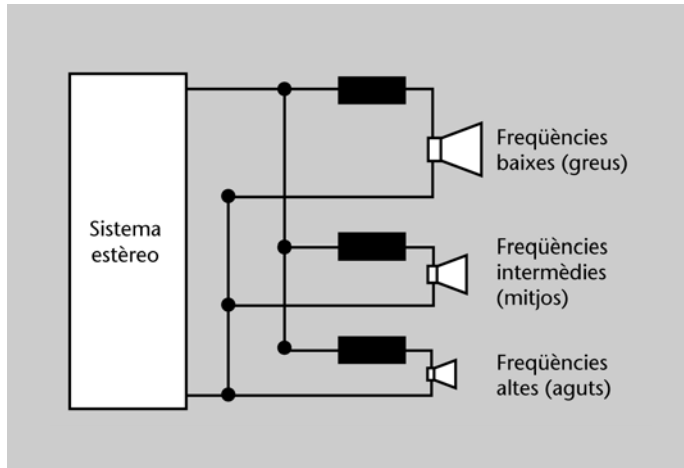 Sistema
estèreo
Freqüències
baixes (greus)
Freqüències
intermèdies
(mitjos)
Freqüències
altes (aguts)